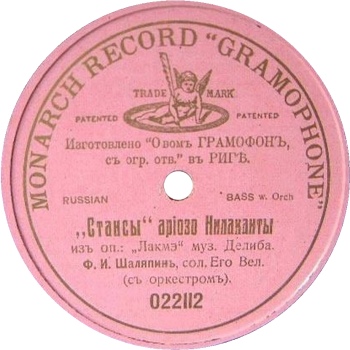 MONARCH RECORD "GRAMOPHONE"
TRADE MARK
PATENTED PATENTED
Изготовлено "О-вомъ ГРАМОФОНЪ,
съ огр. отв." въ РИГѢ.
RUSSIAN BASS w. Orch
„Стансы“ аріозо Нилаканты
изъ оп.: „Лакмэ“ муз. Делиба.
Ф. И. Шаляпинъ, сол. Его Вел.
(съ оркестромъ).
022112